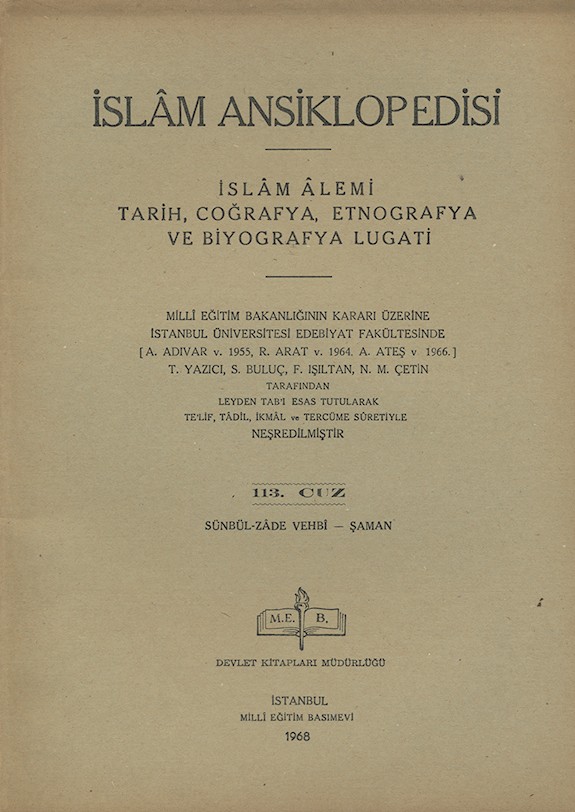 İSLÂM ANSİKLOPEDİSİ
İSLÂM ÂLEMİ
TARİH, COĞRAFYA, ETNOGRAFYA
VE BİYOGRAFYA LUGATİ
MİLLÎ EĞİTİM BAKANLIĞININ KARARI ÜZERİNE
İSTANBUL ÜNİVERSİTESİ EDEBİYAT FAKÜLTESİNDE
[ A. ADIVAR v. 1955, R. ARAT v. 1964. A. ATEŞ v 1966. ]
T. YAZICI, S. BULUÇ, F. IŞILTAN, N. M. ÇETİN
TARAFINDAN
LEYDEN TAB'I ESAS TUTULARAK
TE'LİF, TÂDİL, İKMÂL ve TERCÜME SÛRETİYLE
NEŞREDİLMİŞTİR
113. CUZ
SÜNBÜL-ZÂDE VEHBÎ — ŞAMAN
M.E. B.
DEVLET KİTAPLARI MÜDÜRLÜĞÜ
İSTANBUL
MİLLÎ EĞİTİM BASIMEVİ
1968